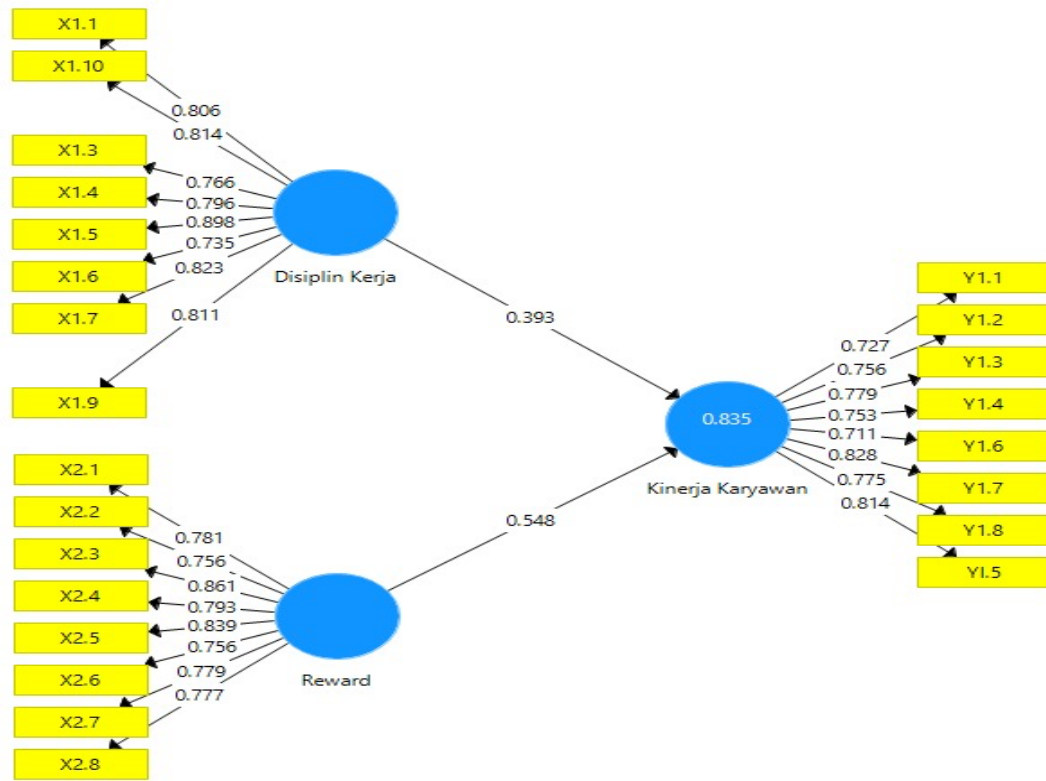 X1.1
X1.10
X1.3
X1.4
X1.5
X1.6
X1.7
X1.9
0.806
0.814
0.766
0.796
0.898
0.735
0.823
0.811
Disiplin Kerja
0.393
X2.1
X2.2
X2.3
X2.4
X2.5
X2.6
X2.7
X2.8
0.781
0.756
0.861
0.793
0.839
0.756
0.779
0.777
Reward
0.548
0.835
Kinerja Karyawan
0.727
0.756
0.779
0.753
0.711
0.828
0.775
0.814
Y1.1
Y1.2
Y1.3
Y1.4
Y1.6
Y1.7
Y1.8
YI.5